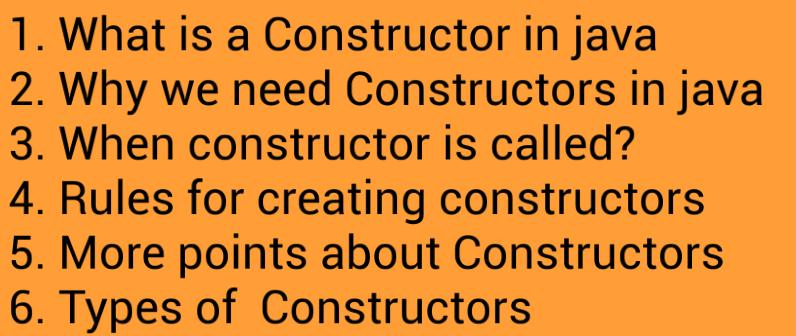 1. What is a Constructor in java
2. Why we need Constructors in java
3. When constructor is called?
4. Rules for creating constructors
5. More points about Constructors
6. Types of Constructors